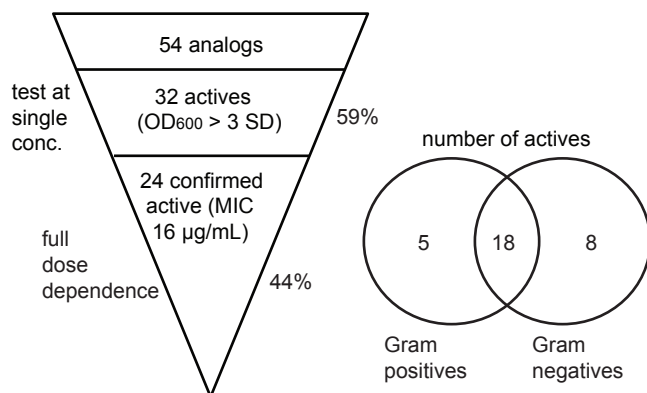 54 analogs
test at
single
conc.
32 actives
(OD600 > 3 SD)
59%
24 confirmed
active (MIC
16 µg/mL)
full
dose
dependence
44%
number of actives
5
18
8
Gram
positives
Gram
negatives